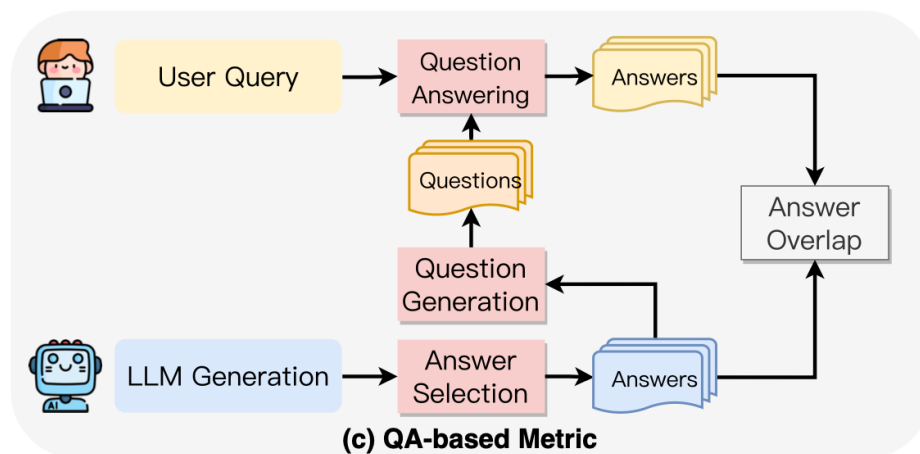 User Query
Question
Answering
Answers
Questions
Answer
Overlap
Question
Generation
LLM Generation
Answer
Selection
Answers
AI
(c) QA-based Metric